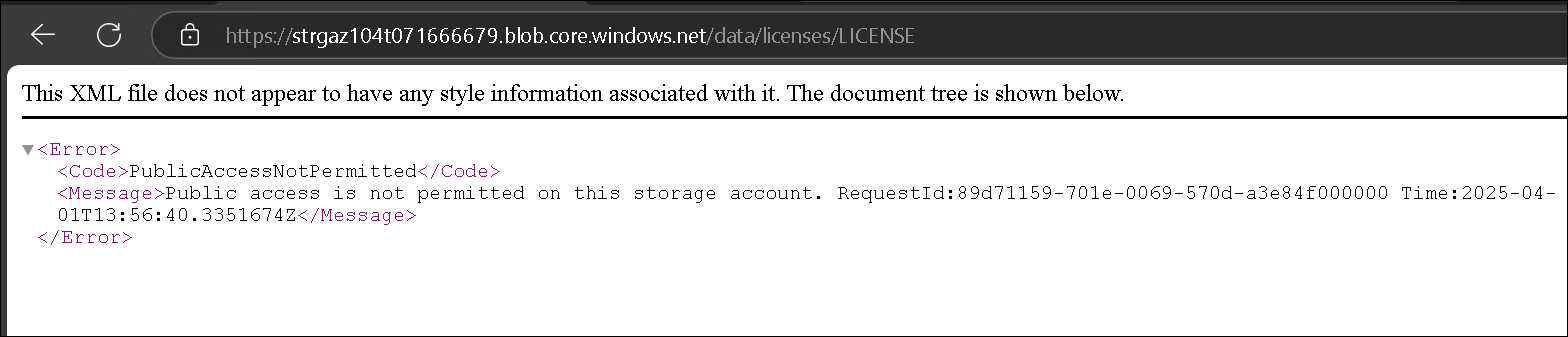 https://strgaz104t071666679.blob.core.windows.net/data/licenses/LICENSE
This XML file does not appear to have any style information associated with it. The document tree is shown below.
▼<Error>
<Code>PublicAccessNotPermitted</Code>
<Message>Public access is not permitted on this storage account. RequestId:89d71159-701e-0069-570d-a3e84f000000 Time:2025-04-
01T13:56:40.3351674Z</Message>
</Error>